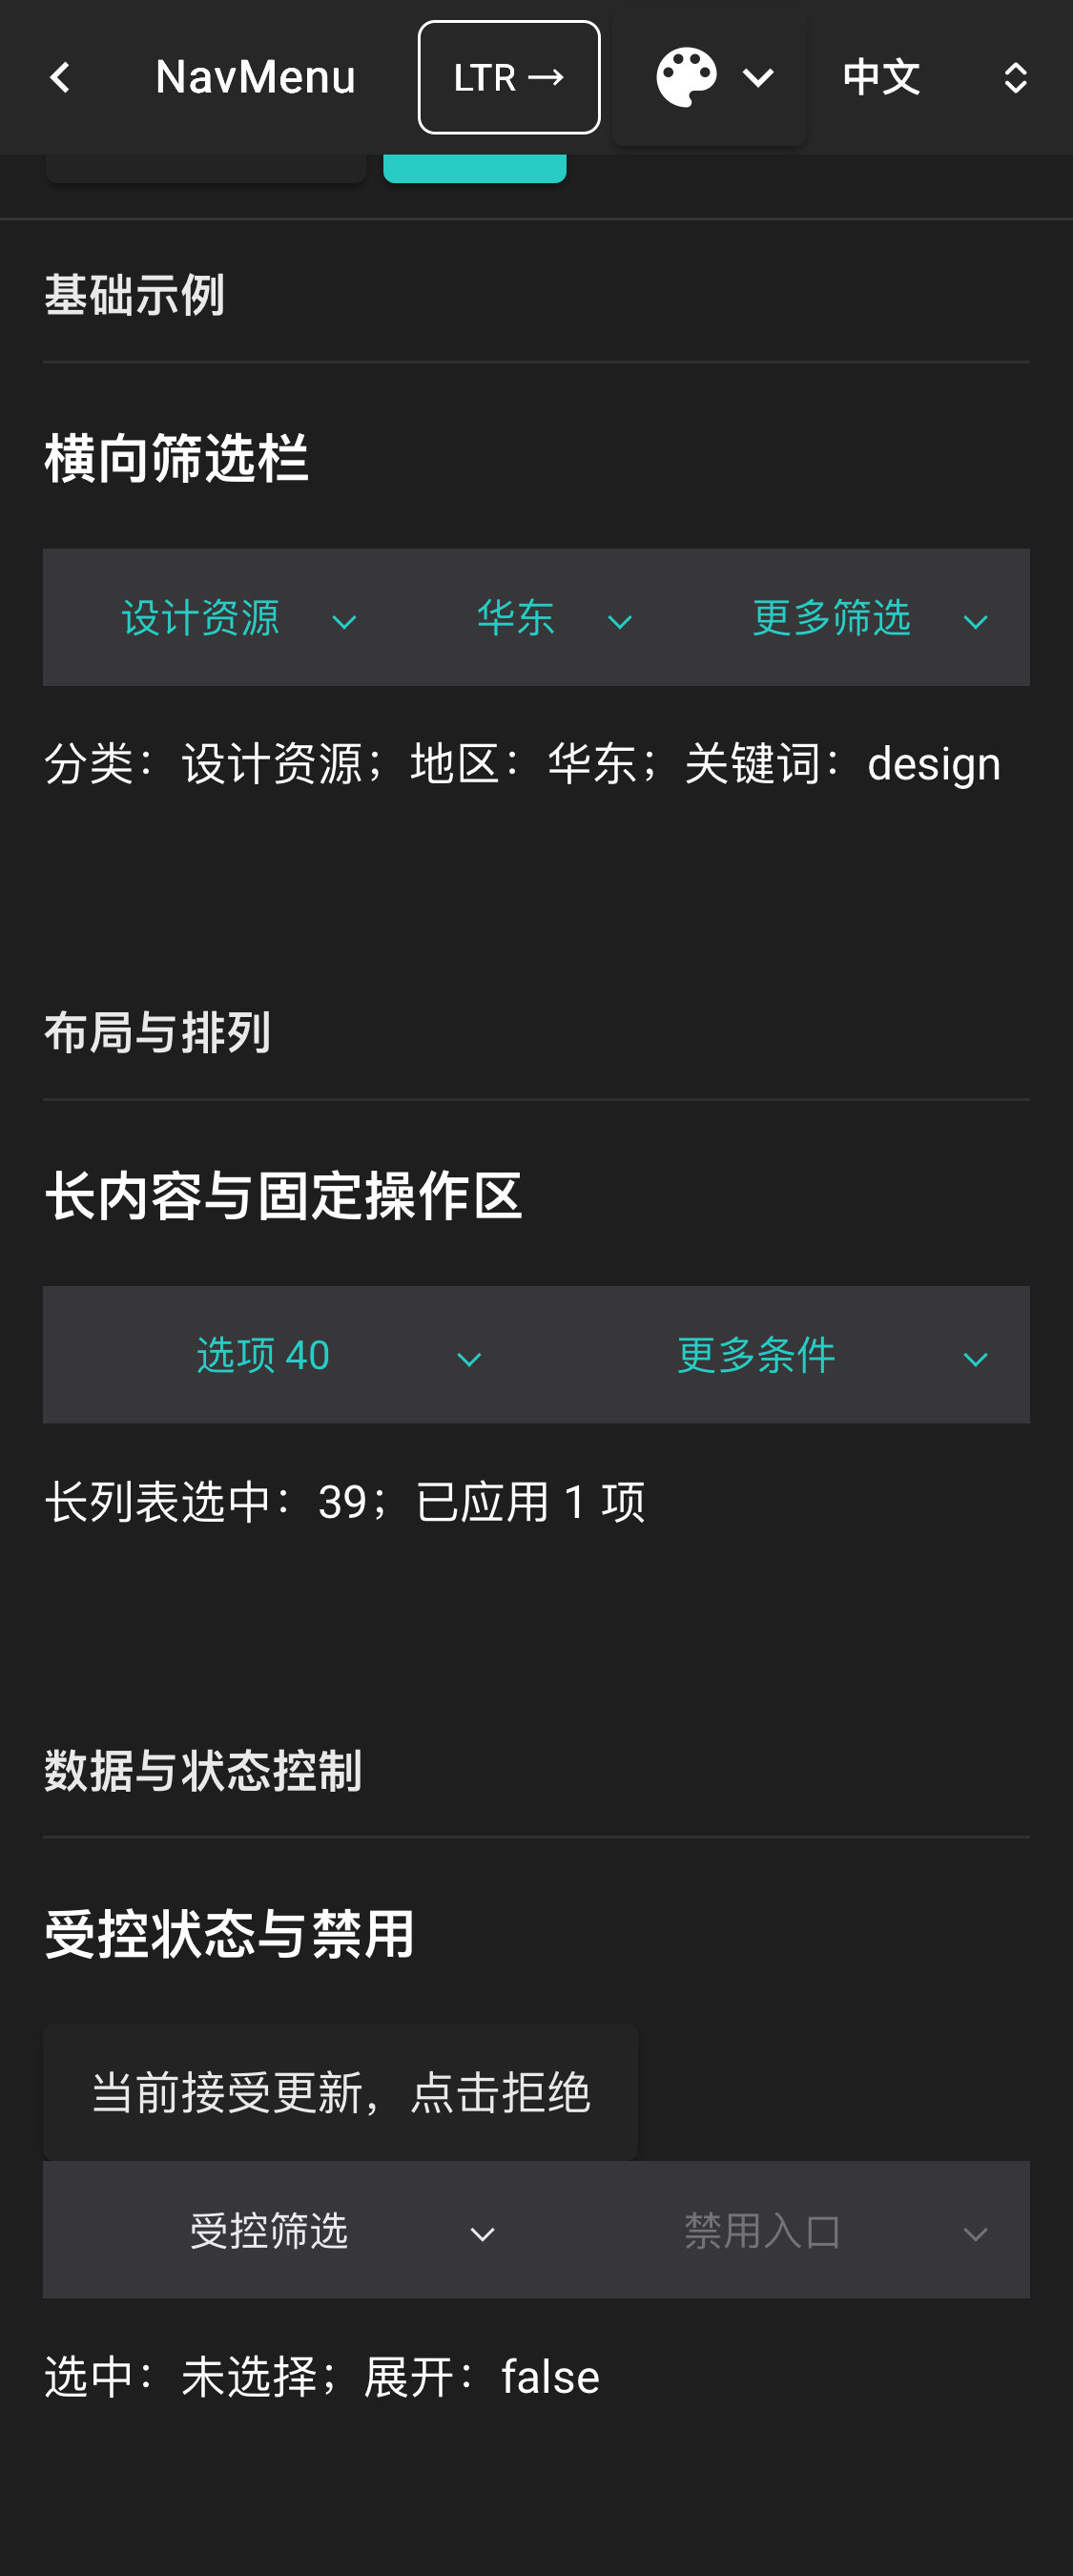 NavMenu
LTR →
中文
基础示例
横向筛选栏
设计资源 华东 更多筛选
分类：设计资源；地区：华东；关键词：design
布局与排列
长内容与固定操作区
选项 40 更多条件
长列表选中：39；已应用 1 项
数据与状态控制
受控状态与禁用
当前接受更新，点击拒绝
受控筛选 禁用入口
选中：未选择；展开：false